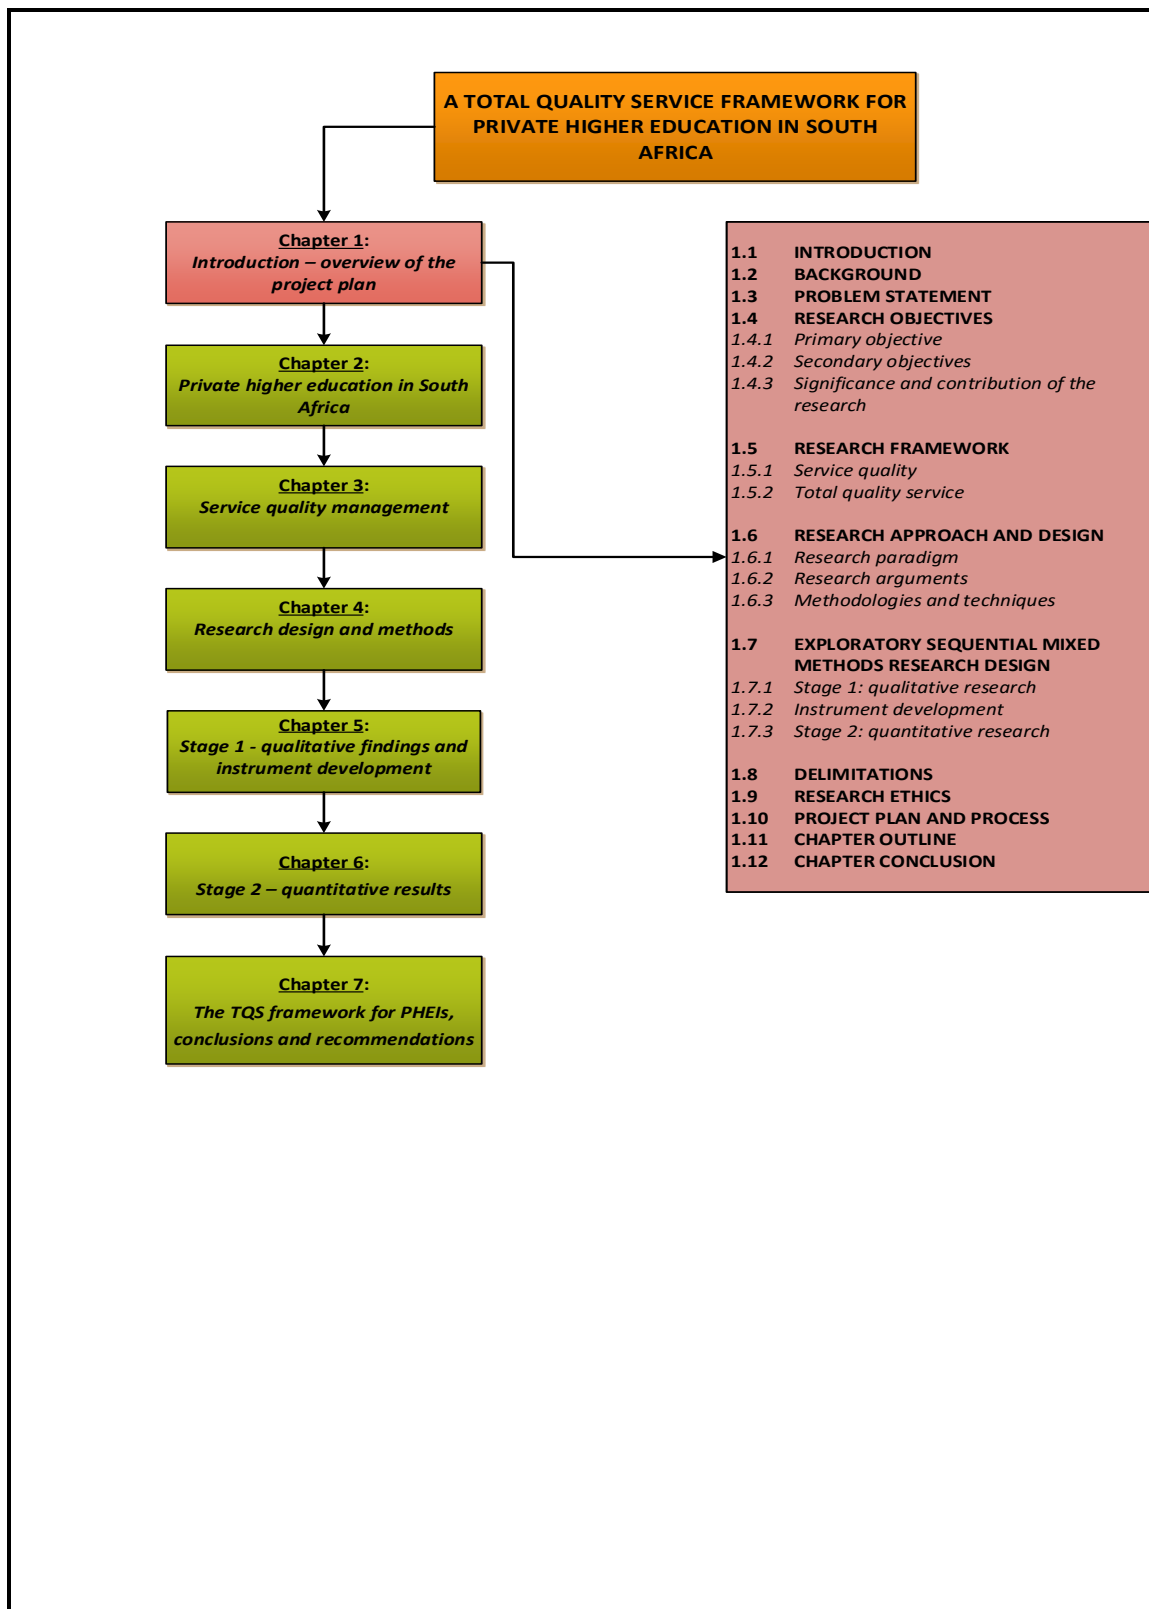 A TOTAL QUALITY SERVICE FRAMEWORK FOR
PRIVATE HIGHER EDUCATION IN SOUTH
AFRICA
Chapter 1:
Introduction – overview of the
project plan
Chapter 2:
Private higher education in South
Africa
Chapter 3:
Service quality management
Chapter 4:
Research design and methods
Chapter 5:
Stage 1 - qualitative findings and
instrument development
Chapter 6:
Stage 2 – quantitative results
Chapter 7:
The TQS framework for PHEIs,
conclusions and recommendations
1.1 INTRODUCTION
1.2 BACKGROUND
1.3 PROBLEM STATEMENT
1.4 RESEARCH OBJECTIVES
1.4.1 Primary objective
1.4.2 Secondary objectives
1.4.3 Significance and contribution of the
research
1.5 RESEARCH FRAMEWORK
1.5.1 Service quality
1.5.2 Total quality service
1.6 RESEARCH APPROACH AND DESIGN
1.6.1 Research paradigm
1.6.2 Research arguments
1.6.3 Methodologies and techniques
1.7 EXPLORATORY SEQUENTIAL MIXED
METHODS RESEARCH DESIGN
1.7.1 Stage 1: qualitative research
1.7.2 Instrument development
1.7.3 Stage 2: quantitative research
1.8 DELIMITATIONS
1.9 RESEARCH ETHICS
1.10 PROJECT PLAN AND PROCESS
1.11 CHAPTER OUTLINE
1.12 CHAPTER CONCLUSION